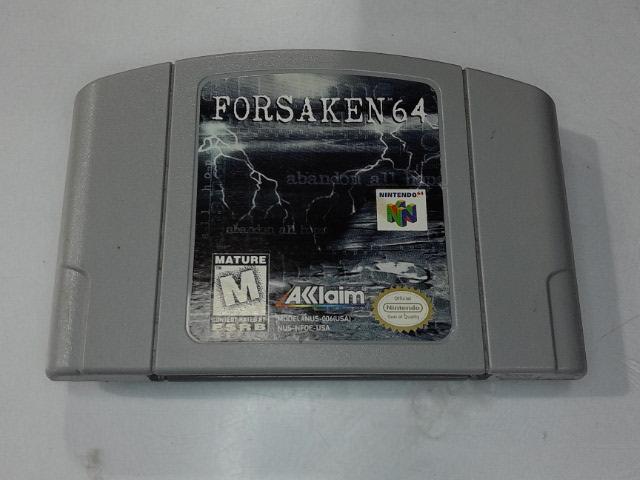 FORSAKEN 64
abandon all hope
abandon all hope
NINTENDO 64
N
MATURE
M
CONTENT RATED BY
ESRB
AKklaim
MODEL#NUS-006(USA)
NUS-NFOE-USA
Official
Nintendo
Seal of Quality